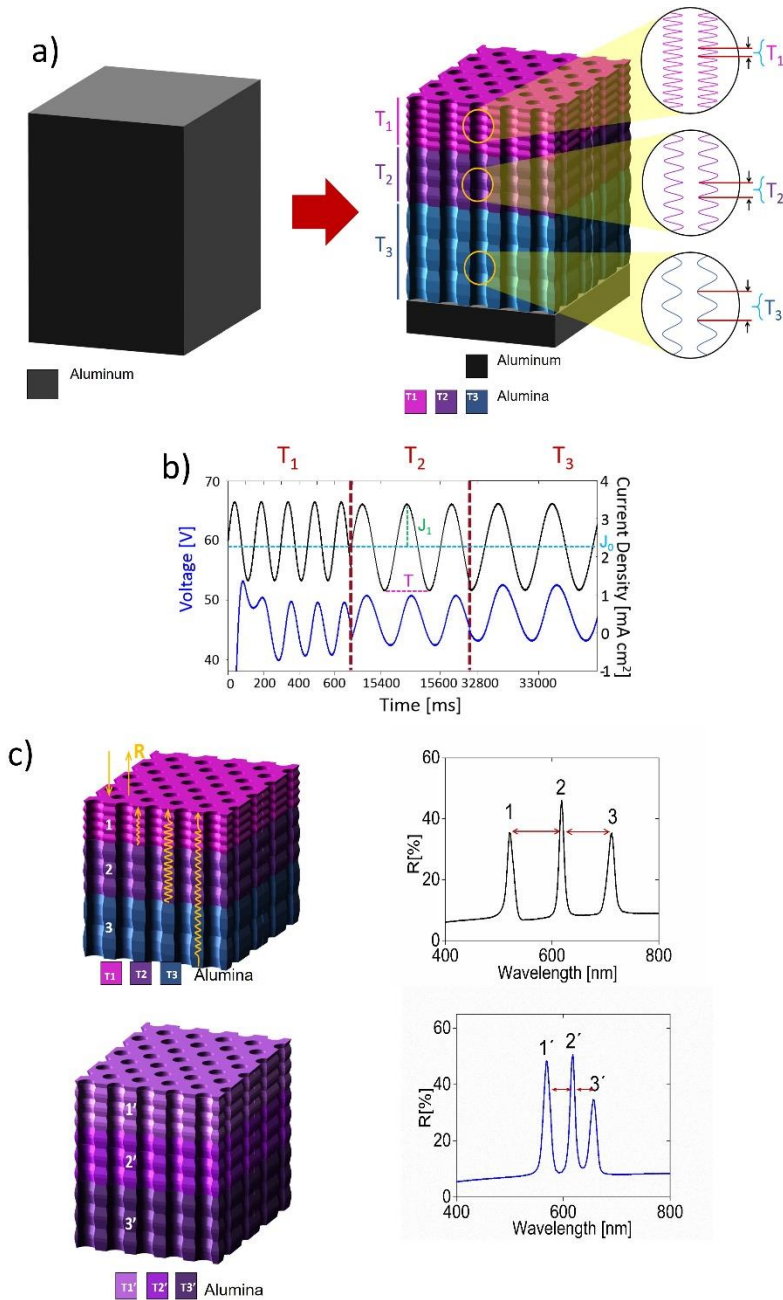 a)
T1
T2
T3
T1
T2
T3
Aluminum
Aluminum
T1 T2 T3 Alumina
b)
T1 T2 T3
70
60
50
40
Voltage [V]
4
3
2
1
0
-1
Current Density [mA cm²]
J1
J0
T
0 200 400 600 15400 15600 32800 33000
Time [ms]
c)
R
1
2
3
T1 T2 T3 Alumina
60
40
20
0
R[%]
1 2 3
400 600 800
Wavelength [nm]
1'
2'
3'
T1' T2' T3' Alumina
60
40
20
0
R[%]
1´ 2´ 3´
400 600 800
Wavelength [nm]